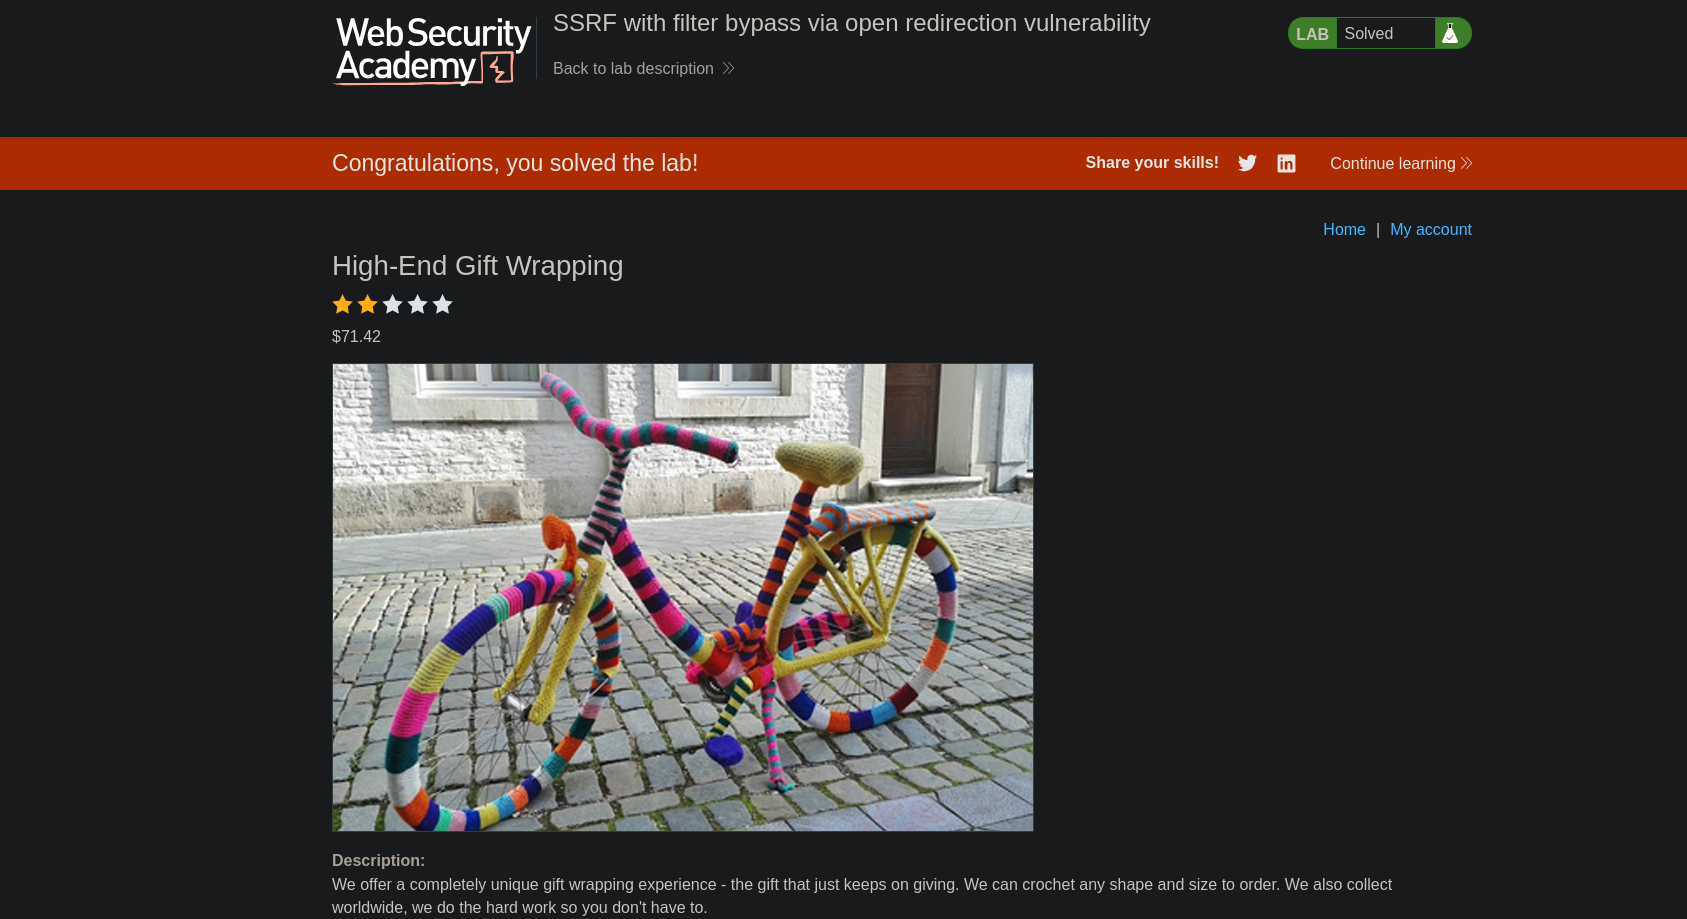 Web Security
Academy
SSRF with filter bypass via open redirection vulnerability
Back to lab description
LAB Solved
Congratulations, you solved the lab!
Share your skills!
Continue learning
Home | My account
High-End Gift Wrapping
$71.42
Description:
We offer a completely unique gift wrapping experience - the gift that just keeps on giving. We can crochet any shape and size to order. We also collect
worldwide, we do the hard work so you don't have to.